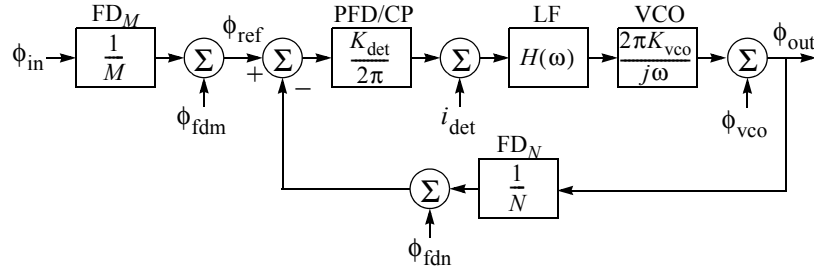 FD_M PFD/CP LF VCO
ϕ_in 1/M Σ ϕ_ref + Σ − K_det/2π Σ H(ω) 2πK_vco/jω Σ ϕ_out
ϕ_fdm i_det ϕ_vco
FD_N
Σ 1/N
ϕ_fdn